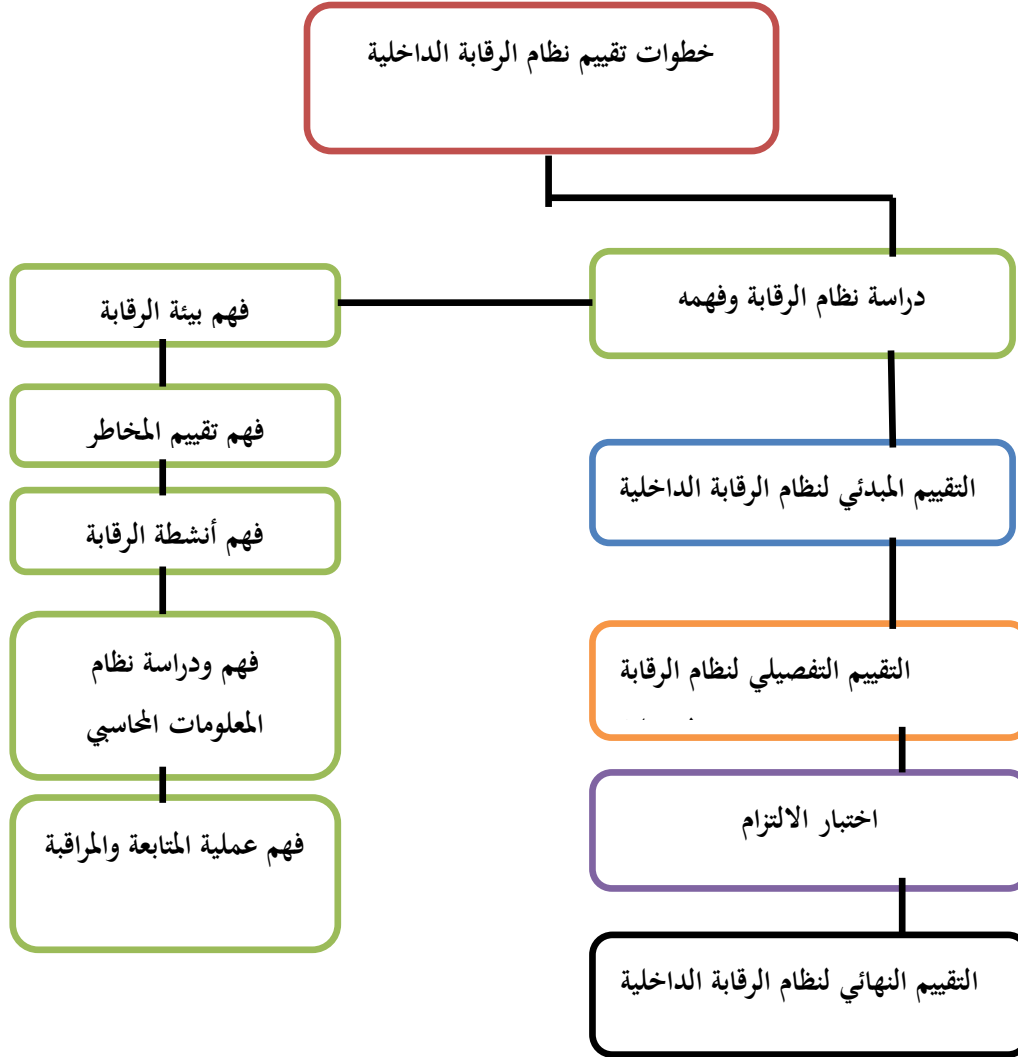 خطوات تقييم نظام الرقابة الداخلية
دراسة نظام الرقابة وفهمه
فهم بيئة الرقابة
فهم تقييم المخاطر
فهم أنشطة الرقابة
فهم ودراسة نظام
المعلومات المحاسبي
فهم عملية المتابعة والمراقبة
التقييم المبدئي لنظام الرقابة الداخلية
التقييم التفصيلي لنظام الرقابة
اختبار الالتزام
التقييم النهائي لنظام الرقابة الداخلية